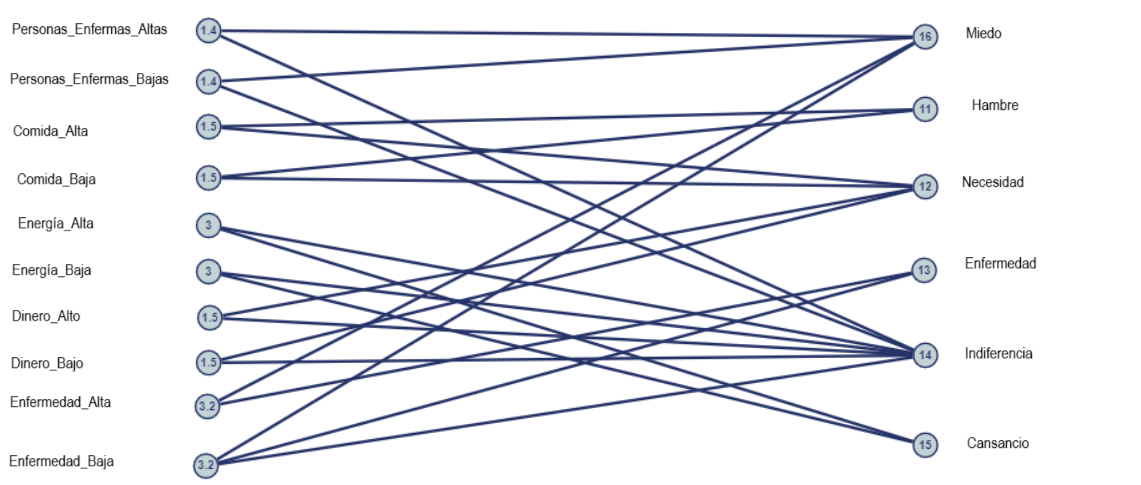 Personas_Enfermas_Altas 1.4 16 Miedo
Personas_Enfermas_Bajas 1.4
Comida_Alta 1.5 11 Hambre
Comida_Baja 1.5 12 Necesidad
Energía_Alta 3
Energía_Baja 3 13 Enfermedad
Dinero_Alto 1.5
Dinero_Bajo 1.5 14 Indiferencia
Enfermedad_Alta 3.2
Enfermedad_Baja 3.2 15 Cansancio